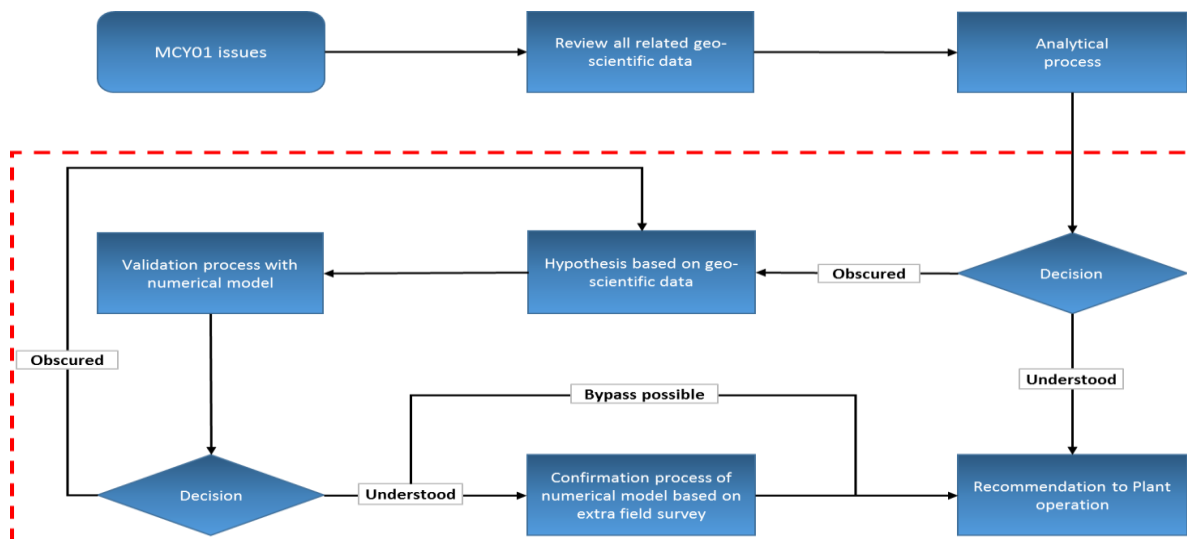 MCY01 issues
Review all related geo-
scientific data
Analytical
process
Validation process with
numerical model
Hypothesis based on geo-
scientific data
Obscured
Decision
Obscured
Understood
Bypass possible
Decision
Understood
Confirmation process of
numerical model based on
extra field survey
Recommendation to Plant
operation